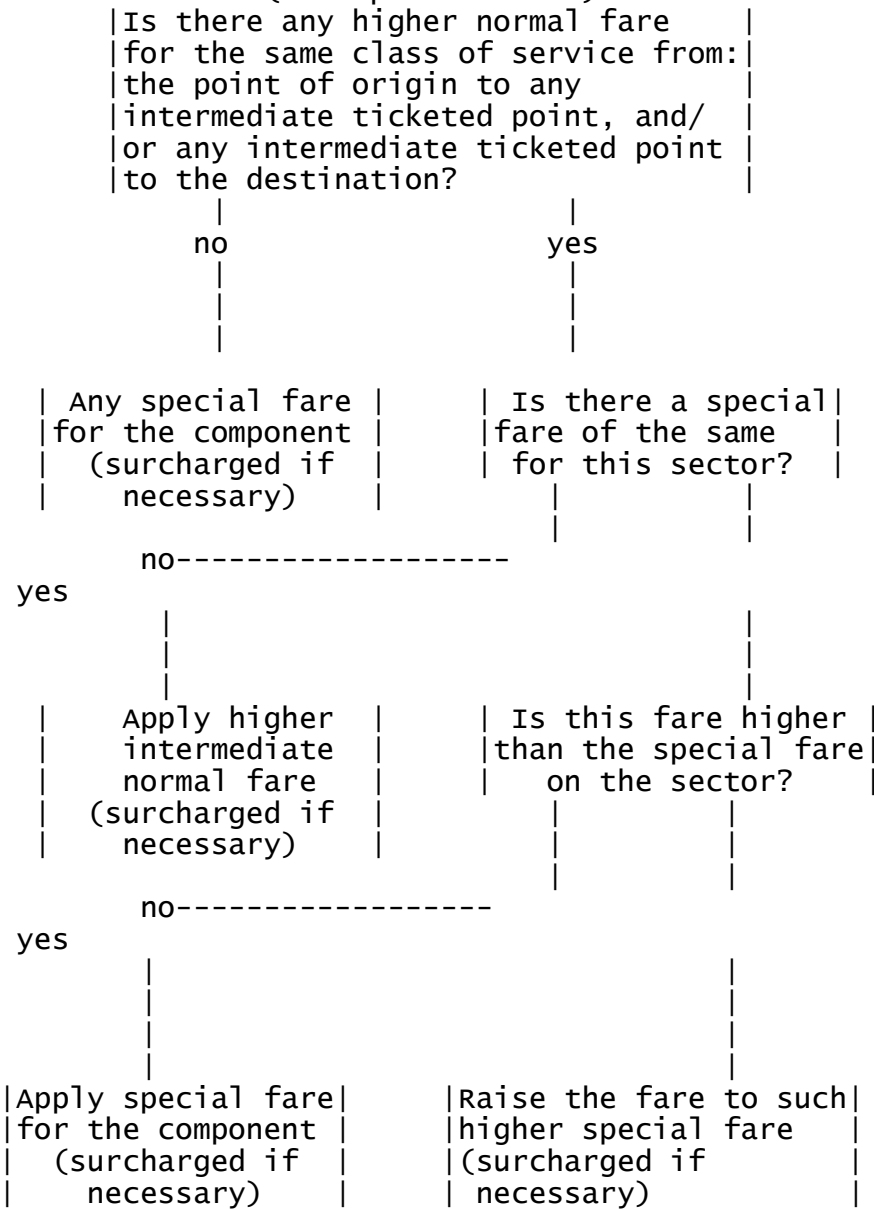 |Is there any higher normal fare      |
|for the same class of service from:|
|the point of origin to any           |
|intermediate ticketed point, and/   |
|or any intermediate ticketed point |
|to the destination?                  |
|                    |
no                  yes
|                    |
|                    |
|                    |
| Any special fare |     | Is there a special|
|for the component |     |fare of the same   |
|  (surcharged if  |     | for this sector?  |
|    necessary)    |         |          |
|          |
no-------------------
yes
|                                 |
|                                 |
|                                 |
|    Apply higher  |     | Is this fare higher |
|    intermediate  |     |than the special fare|
|    normal fare   |     |   on the sector?    |
|  (surcharged if  |         |         |
|    necessary)    |         |         |
|         |
no------------------
yes
|                                 |
|                                 |
|                                 |
|                                 |
|Apply special fare|     |Raise the fare to such|
|for the component |     |higher special fare   |
|  (surcharged if  |     |(surcharged if        |
|    necessary)    |     | necessary)           |